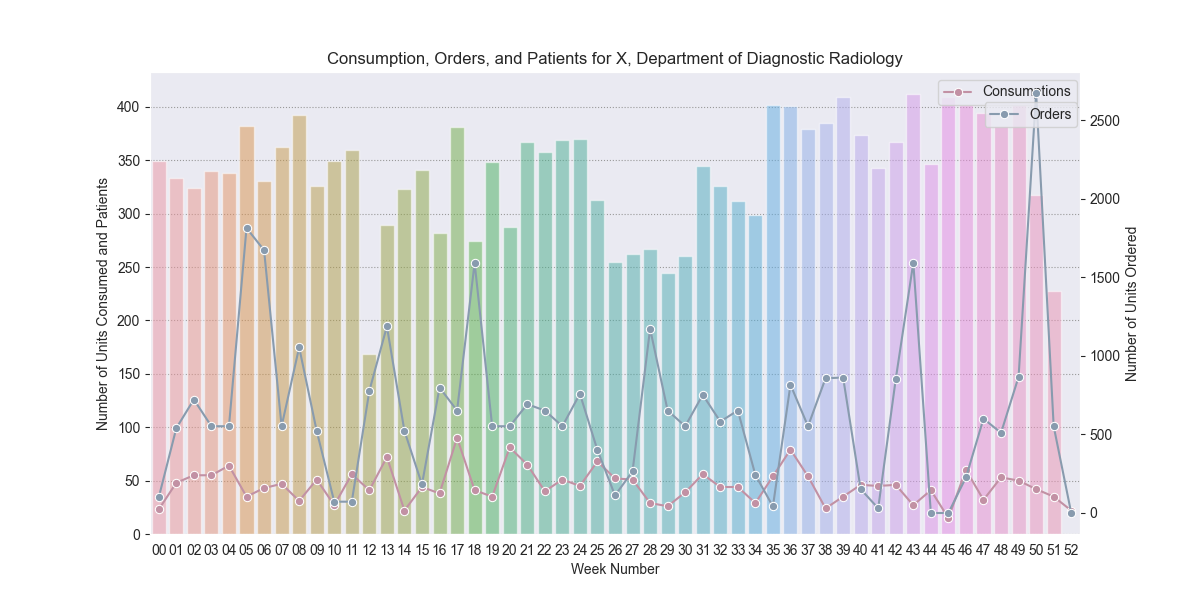 Consumption, Orders, and Patients for X, Department of Diagnostic Radiology
Consumptions
Orders
Number of Units Consumed and Patients
400
350
300
250
200
150
100
50
0
2500
2000
1500
1000
500
0
Number of Units Ordered
00 01 02 03 04 05 06 07 08 09 10 11 12 13 14 15 16 17 18 19 20 21 22 23 24 25 26 27 28 29 30 31 32 33 34 35 36 37 38 39 40 41 42 43 44 45 46 47 48 49 50 51 52
Week Number